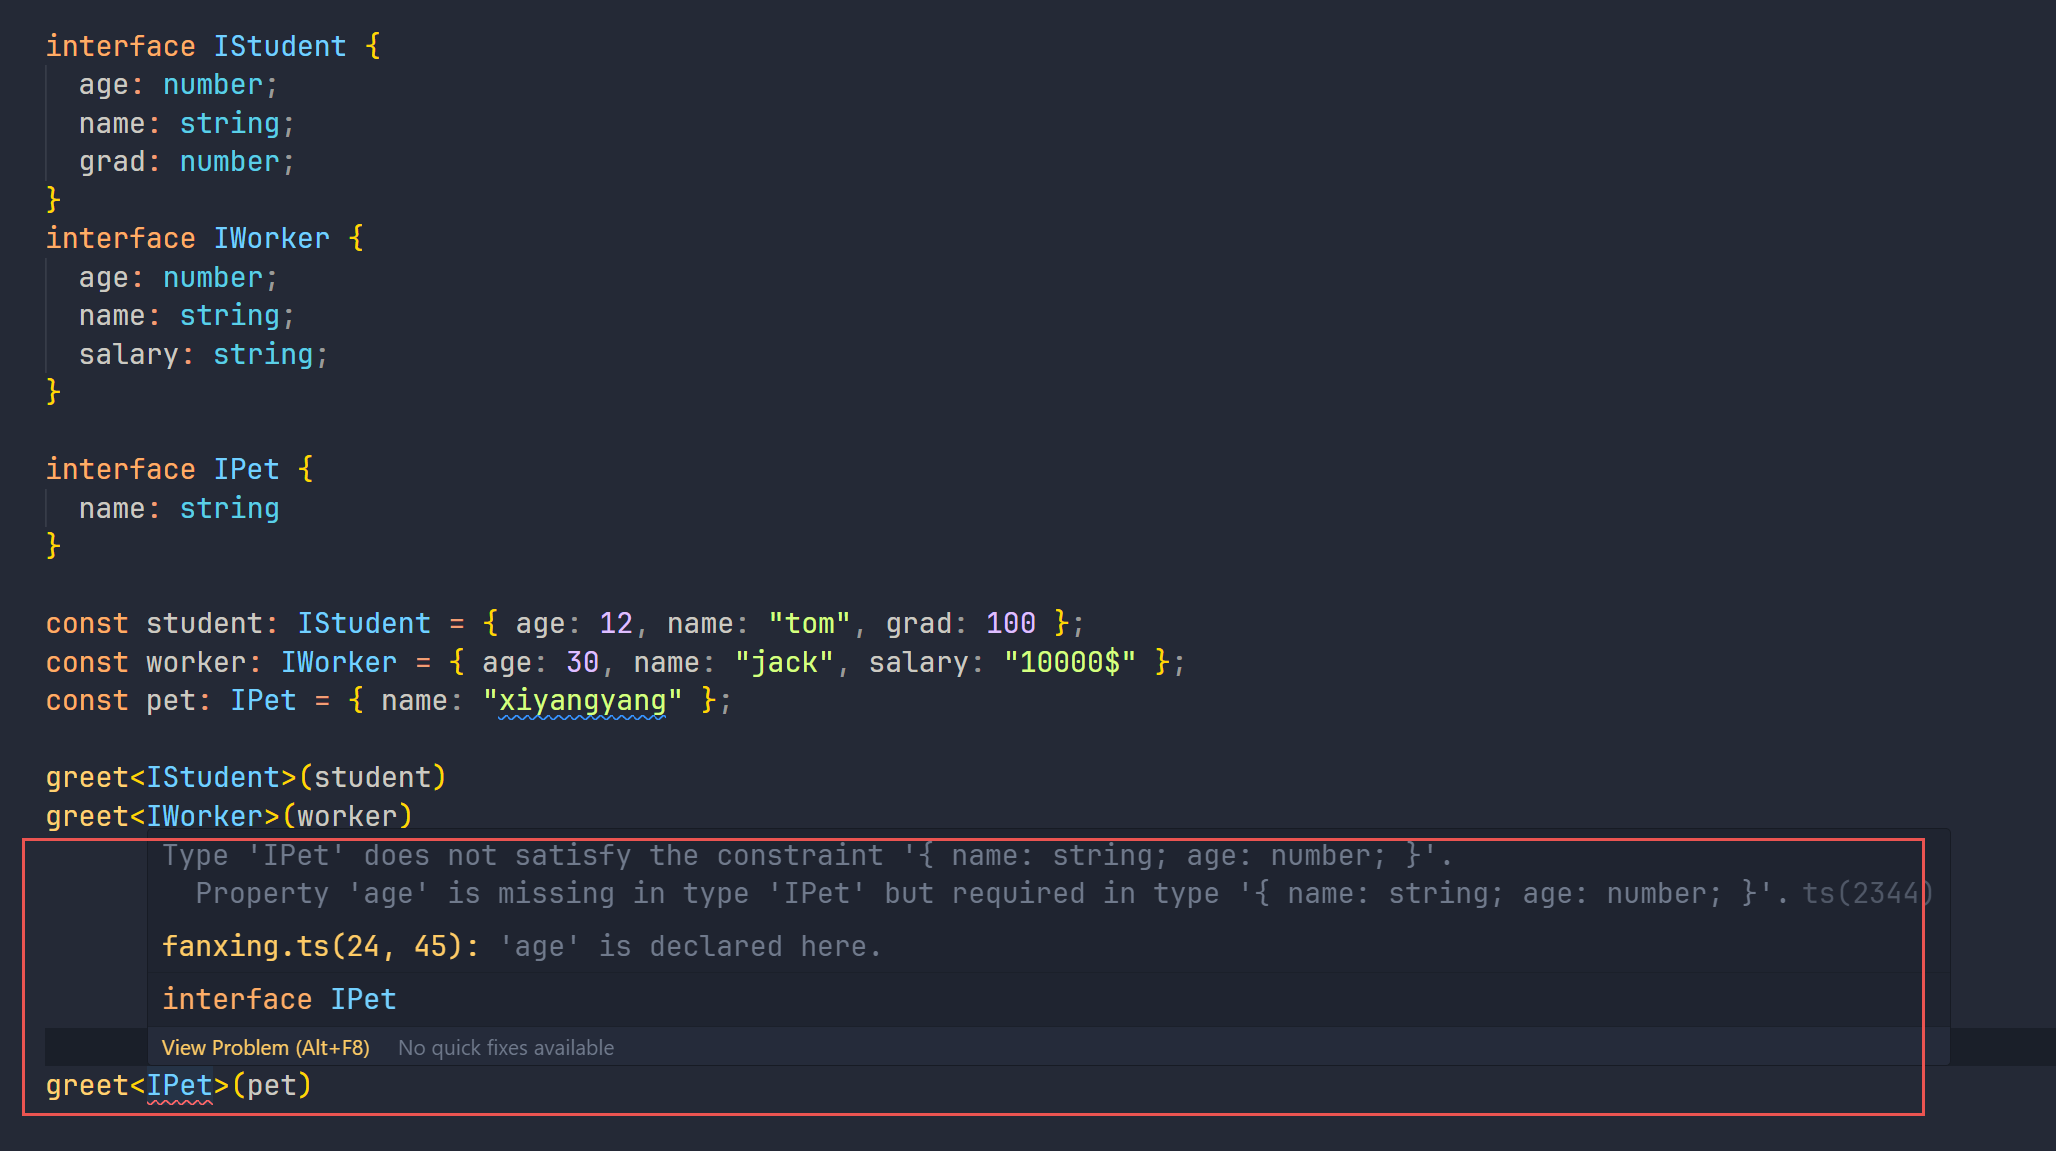 interface IStudent {
age: number;
name: string;
grad: number;
}
interface IWorker {
age: number;
name: string;
salary: string;
}
interface IPet {
name: string
}
const student: IStudent = { age: 12, name: "tom", grad: 100 };
const worker: IWorker = { age: 30, name: "jack", salary: "10000$" };
const pet: IPet = { name: "xiyangyang" };
greet<IStudent>(student)
greet<IWorker>(worker)
Type 'IPet' does not satisfy the constraint '{ name: string; age: number; }'.
Property 'age' is missing in type 'IPet' but required in type '{ name: string; age: number; }'. ts(2344)
fanxing.ts(24, 45): 'age' is declared here.
interface IPet
View Problem (Alt+F8) No quick fixes available
greet<IPet>(pet)